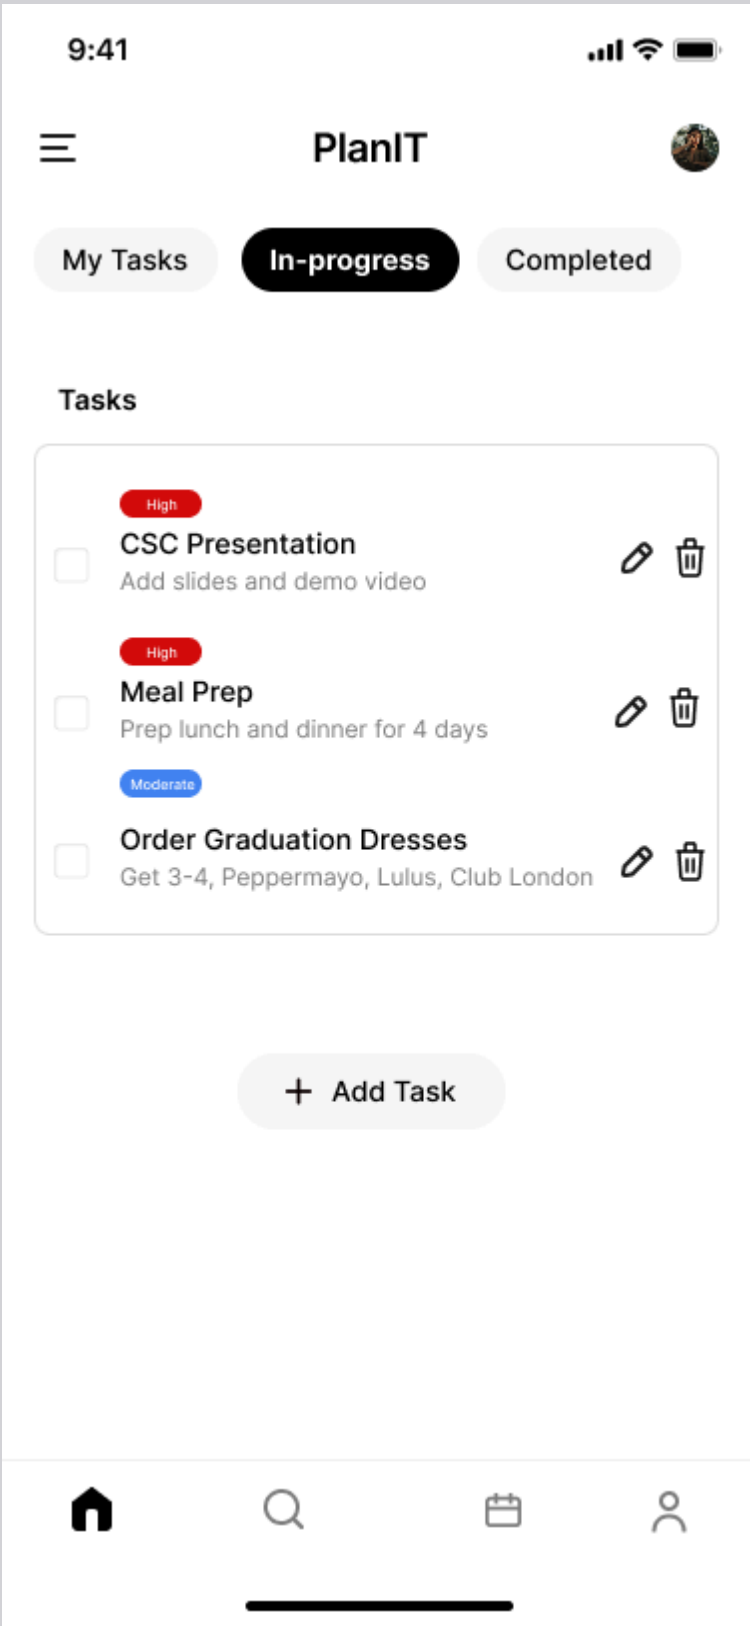 9:41
PlanIT
My Tasks In-progress Completed
Tasks
High
CSC Presentation
Add slides and demo video
High
Meal Prep
Prep lunch and dinner for 4 days
Moderate
Order Graduation Dresses
Get 3-4, Peppermayo, Lulus, Club London
+ Add Task